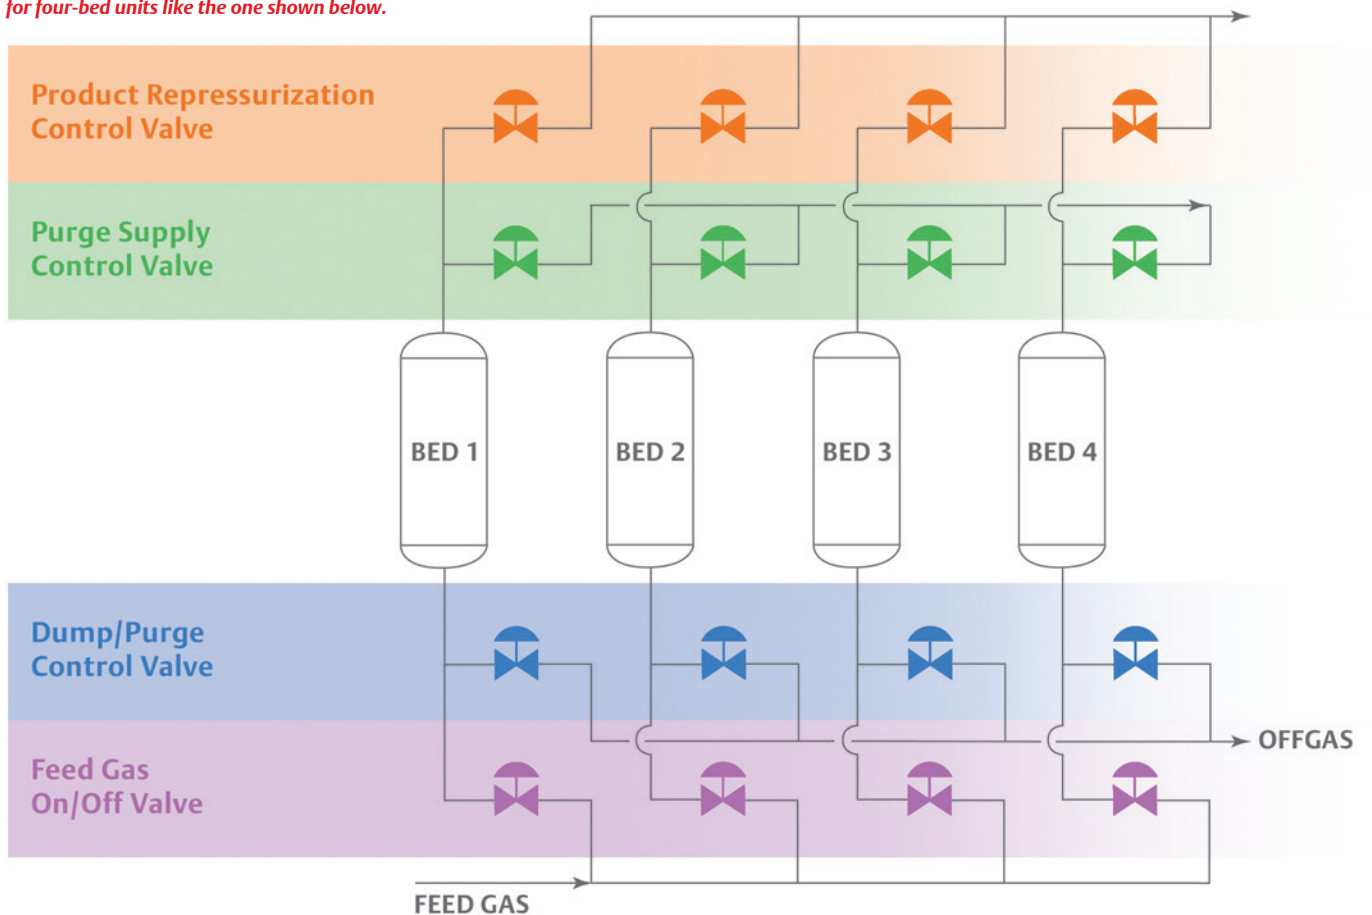 for four-bed units like the one shown below.
Product Repressurization
Control Valve
Purge Supply
Control Valve
BED 1
BED 2
BED 3
BED 4
Dump/Purge
Control Valve
OFFGAS
Feed Gas
On/Off Valve
FEED GAS